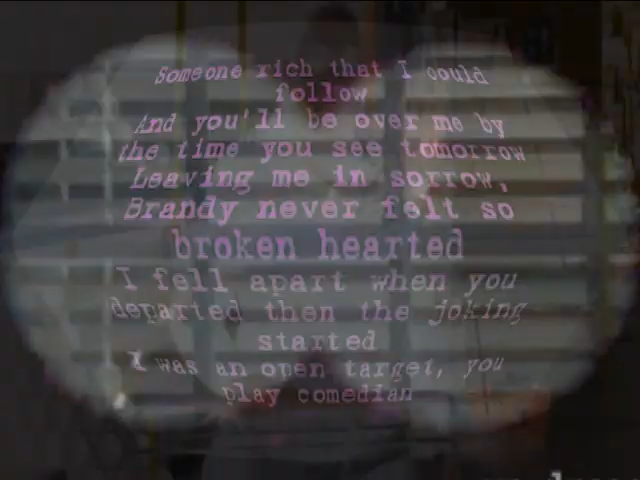 Someone rich that I could
follow
And you'll be over me by
the time you see tomorrow
Leaving me in sorrow,
Brandy never felt so
broken hearted
I fell apart when you
departed then the joking
started
I was an open target, you
play comedian